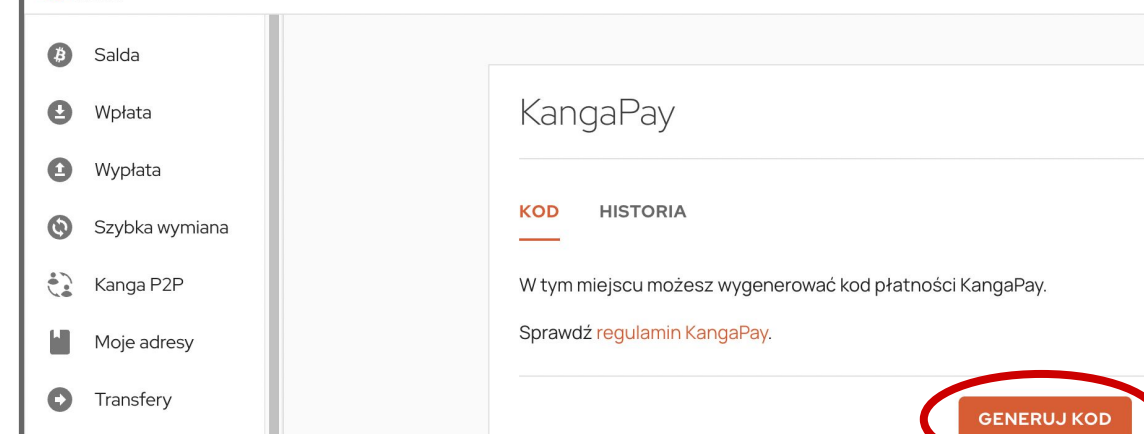 Salda
Wpłata
Wypłata
Szybka wymiana
Kanga P2P
Moje adresy
Transfery
KangaPay
KOD HISTORIA
W tym miejscu możesz wygenerować kod płatności KangaPay.
Sprawdź regulamin KangaPay.
GENERUJ KOD